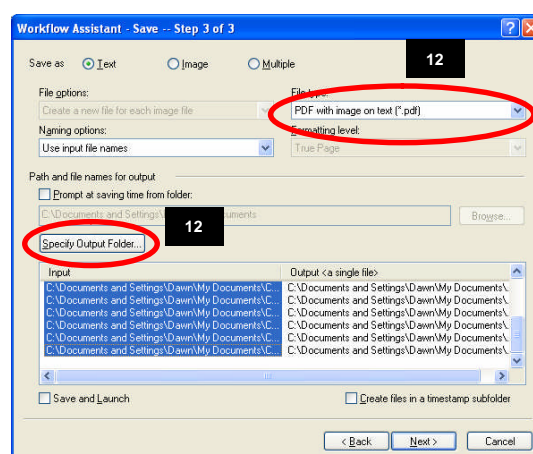 Workflow Assistant - Save -- Step 3 of 3
Save as Text Image Multiple 12
File options: File type:
Create a new file for each image file PDF with image on text (*.pdf)
Naming options: Formatting level:
Use input file names True Page
Path and file names for output
Prompt at saving time from folder:
C:\Documents and Settings\ uments Browse...
12
Specify Output Folder...
Input Output <a single file>
C:\Documents and Settings\Dawn\My Documents\C... C:\Documents and Settings\Dawn\My Documents\.
C:\Documents and Settings\Dawn\My Documents\C... C:\Documents and Settings\Dawn\My Documents\.
C:\Documents and Settings\Dawn\My Documents\C... C:\Documents and Settings\Dawn\My Documents\.
C:\Documents and Settings\Dawn\My Documents\C... C:\Documents and Settings\Dawn\My Documents\.
C:\Documents and Settings\Dawn\My Documents\C... C:\Documents and Settings\Dawn\My Documents\.
C:\Documents and Settings\Dawn\My Documents\C... C:\Documents and Settings\Dawn\My Documents\.
Save and Launch Create files in a timestamp subfolder
< Back Next > Cancel